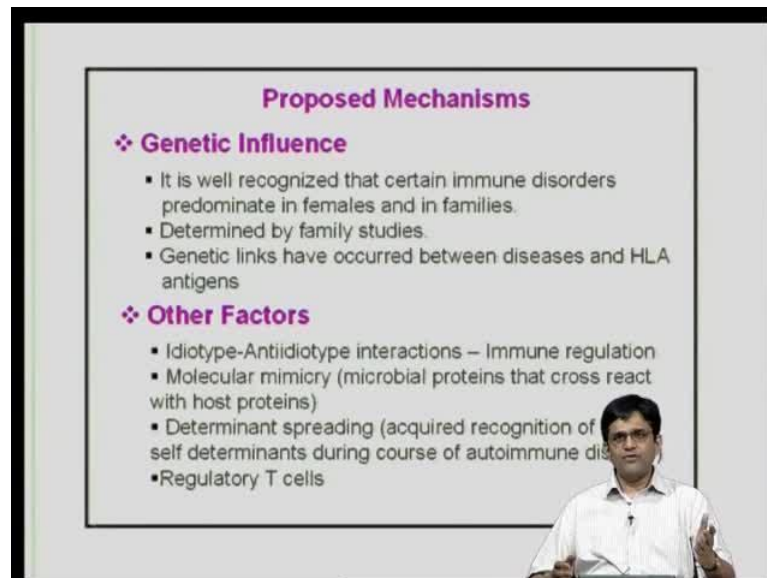 Proposed Mechanisms
❖ Genetic Influence
▪ It is well recognized that certain immune disorders
predominate in females and in families.
▪ Determined by family studies.
▪ Genetic links have occurred between diseases and HLA
antigens
❖ Other Factors
▪ Idiotype-Antiidiotype interactions – Immune regulation
▪ Molecular mimicry (microbial proteins that cross react
with host proteins)
▪ Determinant spreading (acquired recognition of
self determinants during course of autoimmune
▪Regulatory T cells